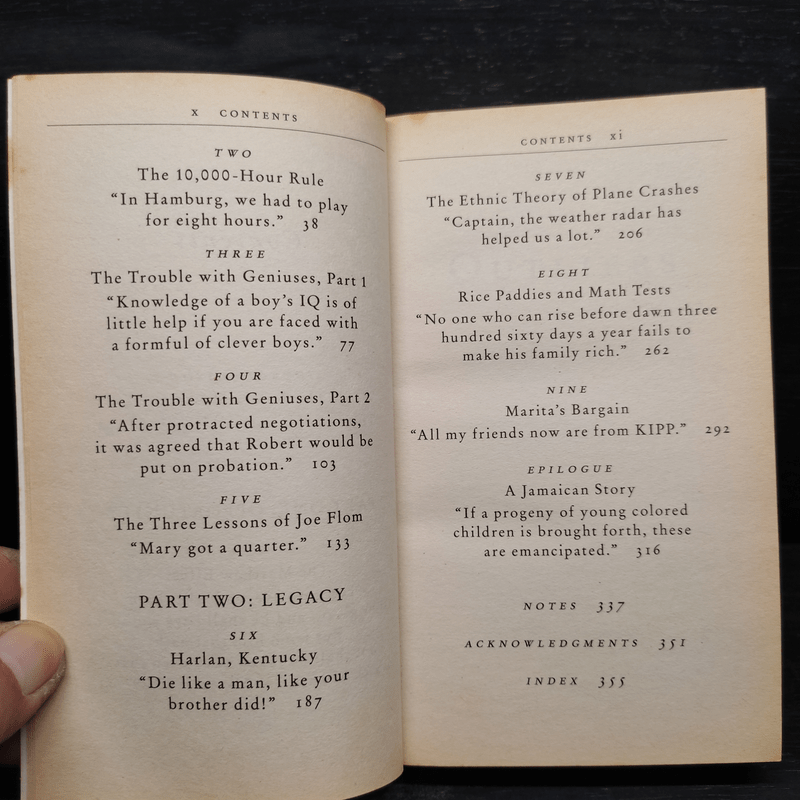 x CONTENTS
TWO
The 10,000-Hour Rule
“In Hamburg, we had to play
for eight hours.” 38
THREE
The Trouble with Geniuses, Part 1
“Knowledge of a boy’s IQ is of
little help if you are faced with
a formful of clever boys.” 77
FOUR
The Trouble with Geniuses, Part 2
“After protracted negotiations,
it was agreed that Robert would be
put on probation.” 103
FIVE
The Three Lessons of Joe Flom
“Mary got a quarter.” 133
PART TWO: LEGACY
SIX
Harlan, Kentucky
“Die like a man, like your
brother did!” 187
CONTENTS xi
SEVEN
The Ethnic Theory of Plane Crashes
“Captain, the weather radar has
helped us a lot.” 206
EIGHT
Rice Paddies and Math Tests
“No one who can rise before dawn three
hundred sixty days a year fails to
make his family rich.” 262
NINE
Marita’s Bargain
“All my friends now are from KIPP.” 292
EPILOGUE
A Jamaican Story
“If a progeny of young colored
children is brought forth, these
are emancipated.” 316
NOTES 337
ACKNOWLEDGMENTS 351
INDEX 355